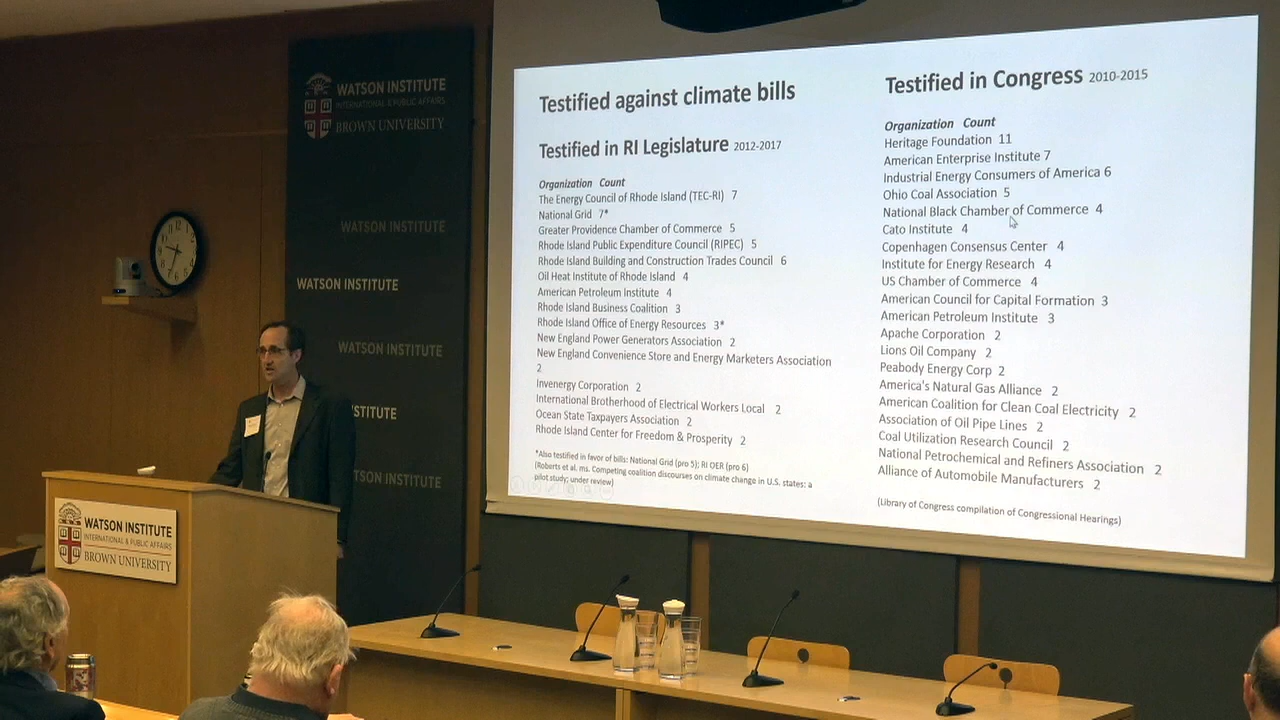 WATSON INSTITUTE
INTERNATIONAL & PUBLIC AFFAIRS
BROWN UNIVERSITY
WATSON INSTITUTE
WATSON INSTITUTE
WATSON INSTITUTE
STITUTE
TSON INSTITUTE
WATSON INSTITUTE
INTERNATIONAL & PUBLIC AFFAIRS
BROWN UNIVERSITY
Testified against climate bills
Testified in RI Legislature 2012-2017
Organization Count
The Energy Council of Rhode Island (TEC-RI) 7
National Grid 7*
Greater Providence Chamber of Commerce 5
Rhode Island Public Expenditure Council (RIPEC) 5
Rhode Island Building and Construction Trades Council 6
Oil Heat Institute of Rhode Island 4
American Petroleum Institute 4
Rhode Island Business Coalition 3
Rhode Island Office of Energy Resources 3*
New England Power Generators Association 2
New England Convenience Store and Energy Marketers Association
2
Invenergy Corporation 2
International Brotherhood of Electrical Workers Local 2
Ocean State Taxpayers Association 2
Rhode Island Center for Freedom & Prosperity 2
*Also testified in favor of bills: National Grid (pro 5); RI OER (pro 6)
(Roberts et al. ms. Competing coalition discourses on climate change in U.S. states: a
pilot study; under review)
Testified in Congress 2010-2015
Organization Count
Heritage Foundation 11
American Enterprise Institute 7
Industrial Energy Consumers of America 6
Ohio Coal Association 5
National Black Chamber of Commerce 4
Cato Institute 4
Copenhagen Consensus Center 4
Institute for Energy Research 4
US Chamber of Commerce 4
American Council for Capital Formation 3
American Petroleum Institute 3
Apache Corporation 2
Lions Oil Company 2
Peabody Energy Corp 2
America's Natural Gas Alliance 2
American Coalition for Clean Coal Electricity 2
Association of Oil Pipe Lines 2
Coal Utilization Research Council 2
National Petrochemical and Refiners Association 2
Alliance of Automobile Manufacturers 2
(Library of Congress compilation of Congressional Hearings)